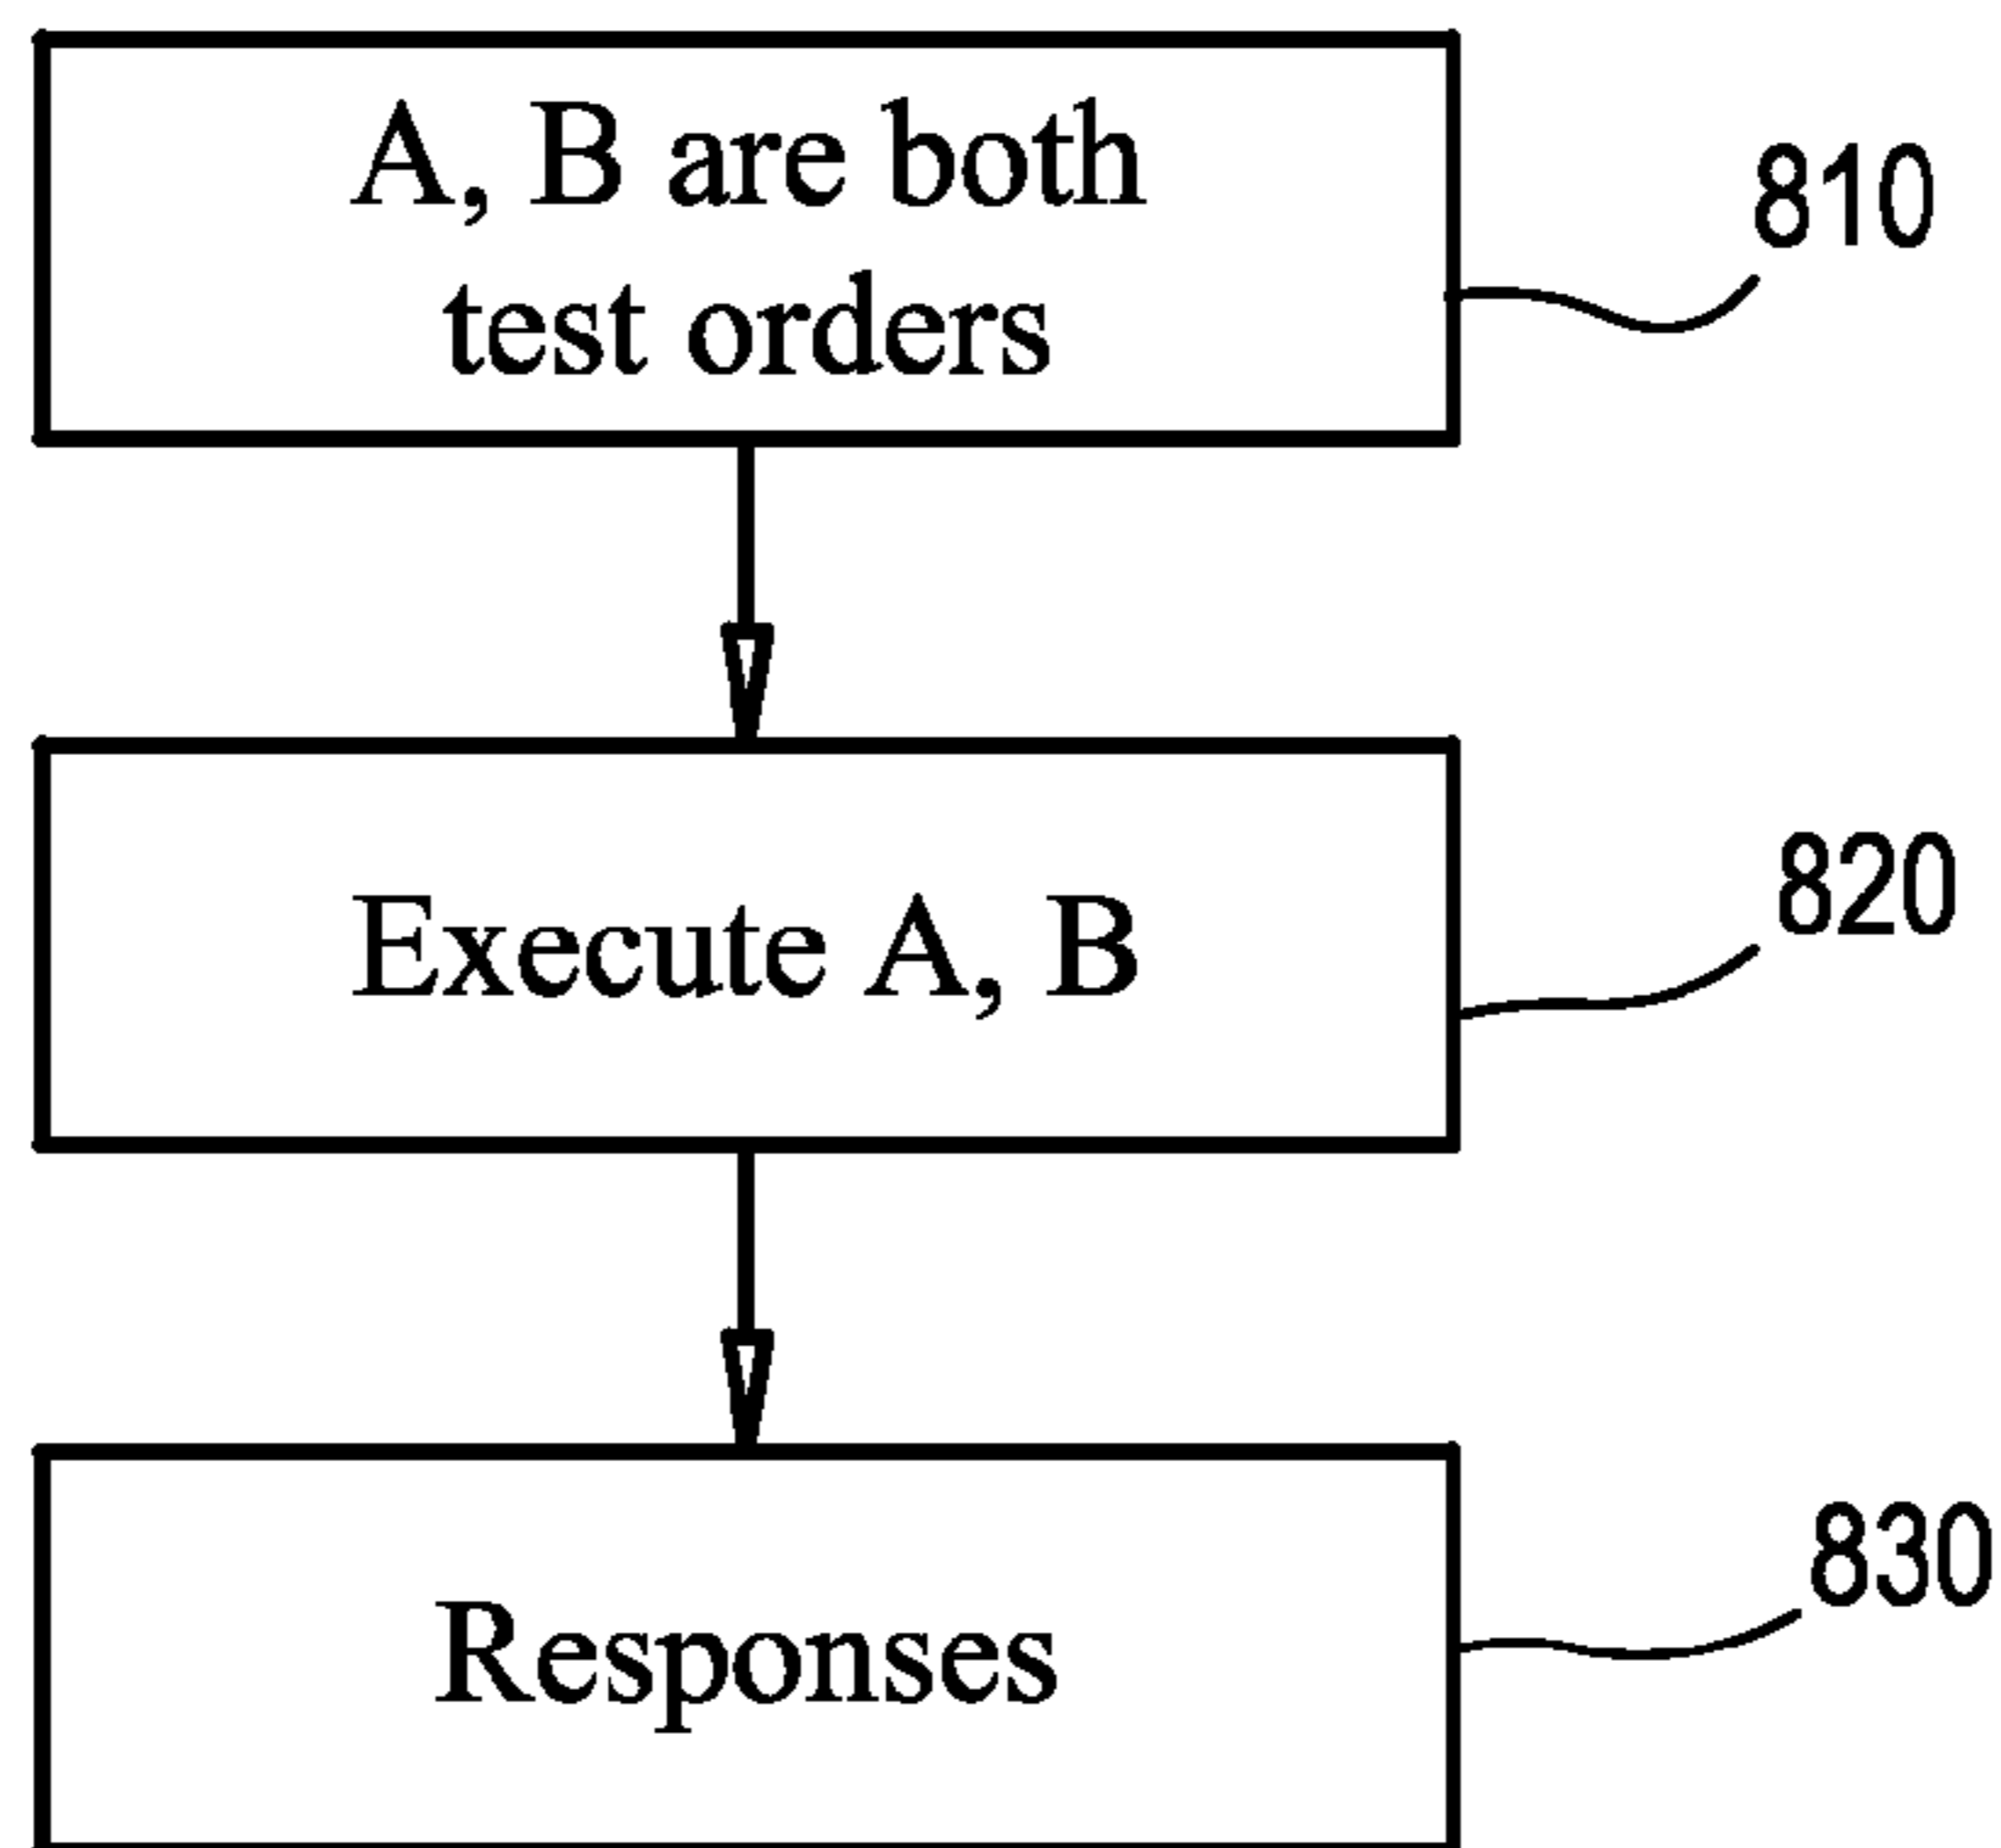 A, B are both
test orders
810
Execute A, B
820
Responses
830